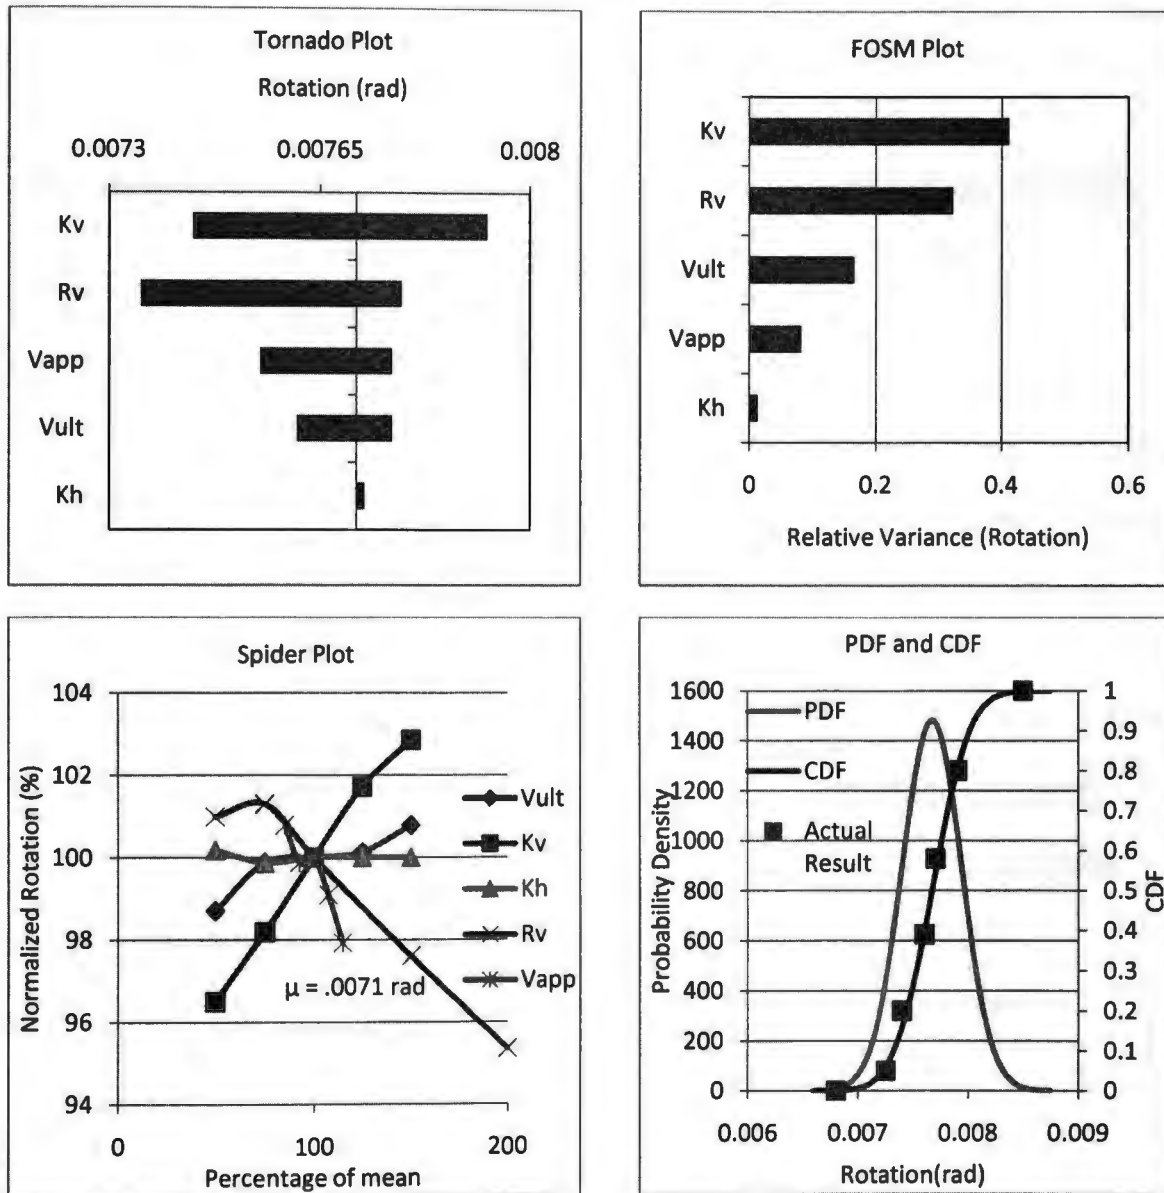 Tornado Plot
Rotation (rad)
0.0073 0.00765 0.008
Kv
Rv
Vapp
Vult
Kh
FOSM Plot
Kv
Rv
Vult
Vapp
Kh
0 0.2 0.4 0.6
Relative Variance (Rotation)
Spider Plot
Normalized Rotation (%)
104
102
100
98
96
94
0 100 200
Percentage of mean
μ = .0071 rad
Vult
Kv
Kh
Rv
Vapp
PDF and CDF
Probability Density
1600
1400
1200
1000
800
600
400
200
0
PDF
CDF
Actual
Result
1
0.9
0.8
0.7
0.6
0.5
0.4
0.3
0.2
0.1
0
CDF
0.006 0.007 0.008 0.009
Rotation(rad)